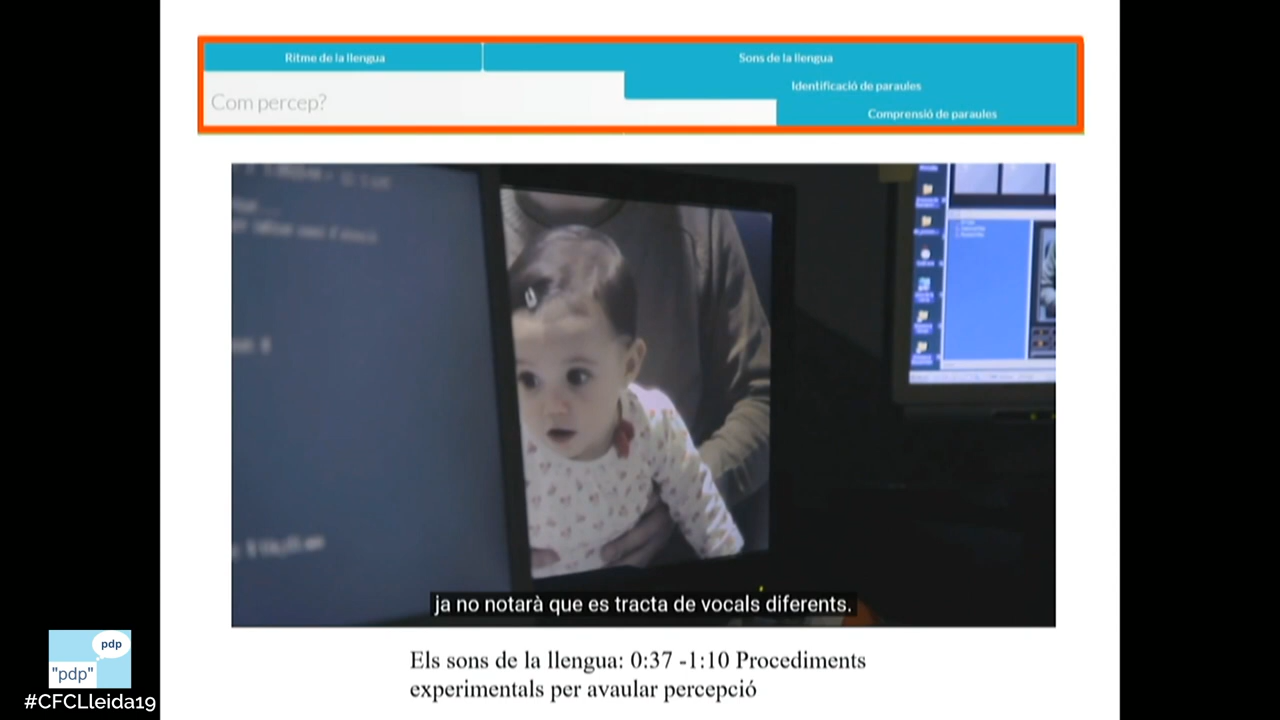 Ritme de la llengua
Sons de la llengua
Identificació de paraules
Com percep?
Comprensió de paraules
ja no notarà que es tracta de vocals diferents.
Els sons de la llengua: 0:37 -1:10 Procediments
experimentals per avaular percepció
pdp
"pdp"
#CFCLleida19